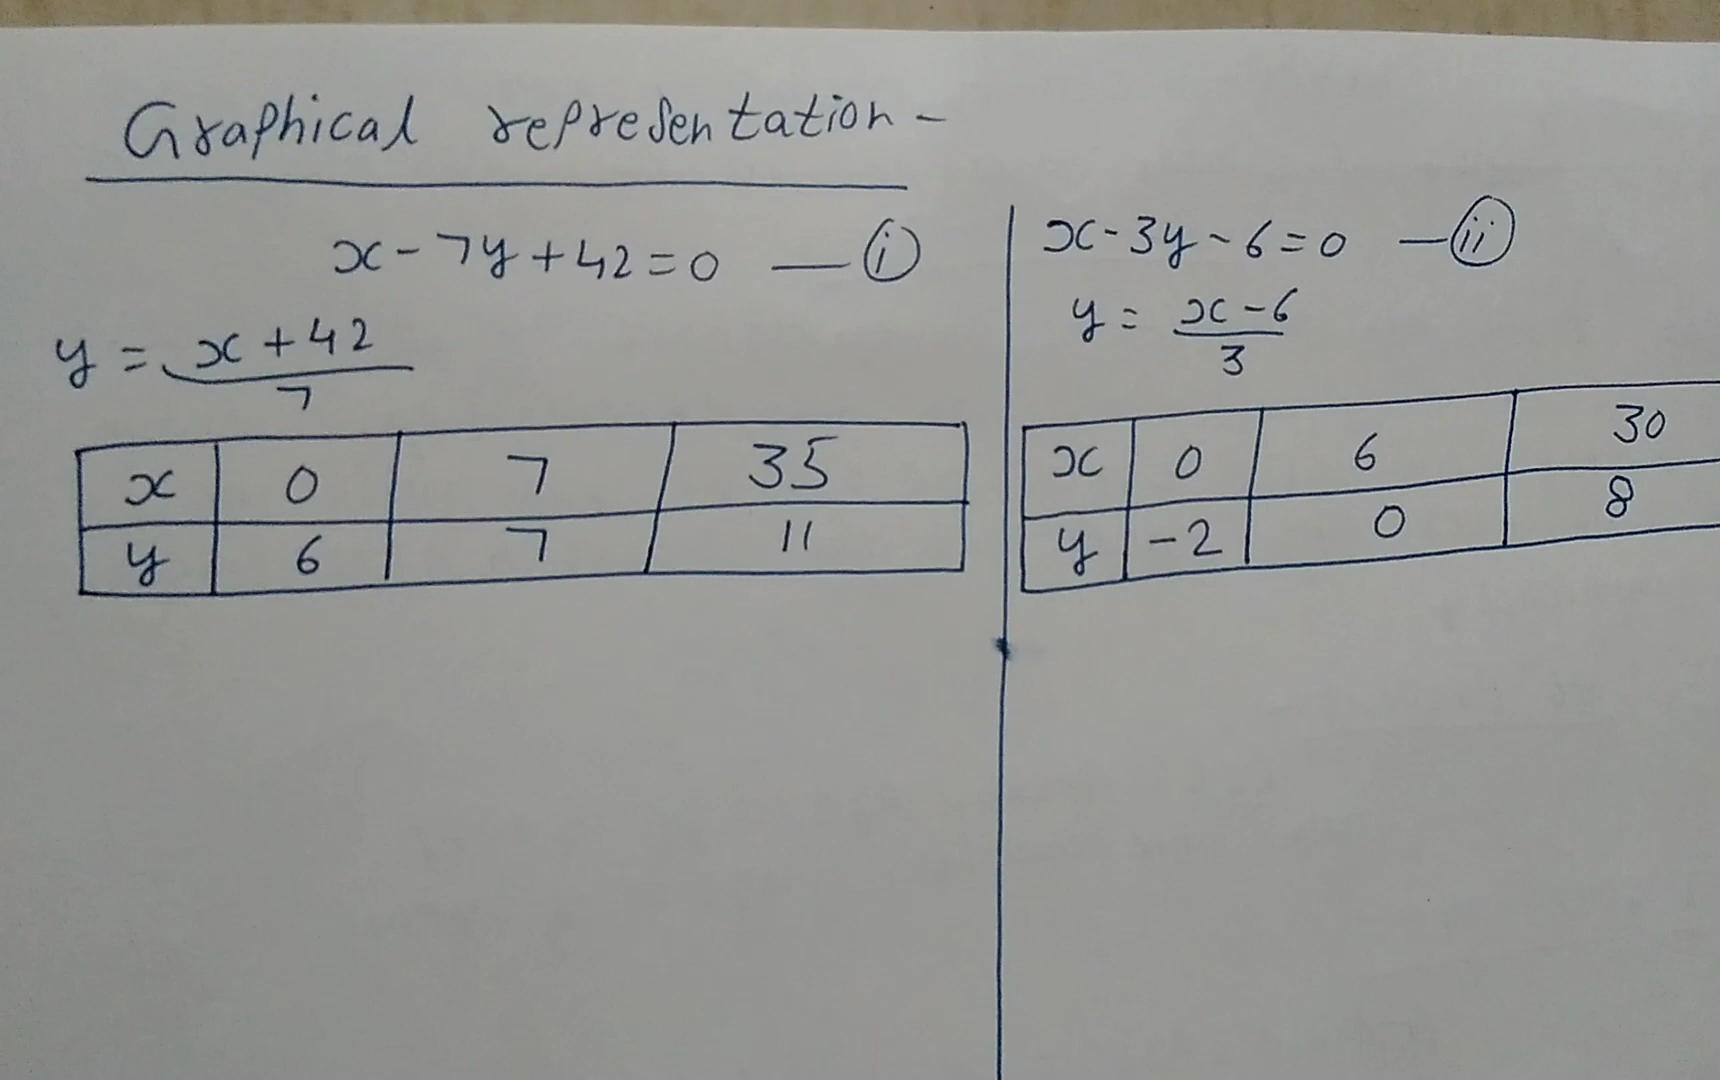 Graphical representation -
x - 7y + 42 = 0 — (i)
y = x + 42 / 7
x 0 7 35
y 6 7 11
x - 3y - 6 = 0 — (ii)
y = x - 6 / 3
x 0 6 30
y -2 0 8